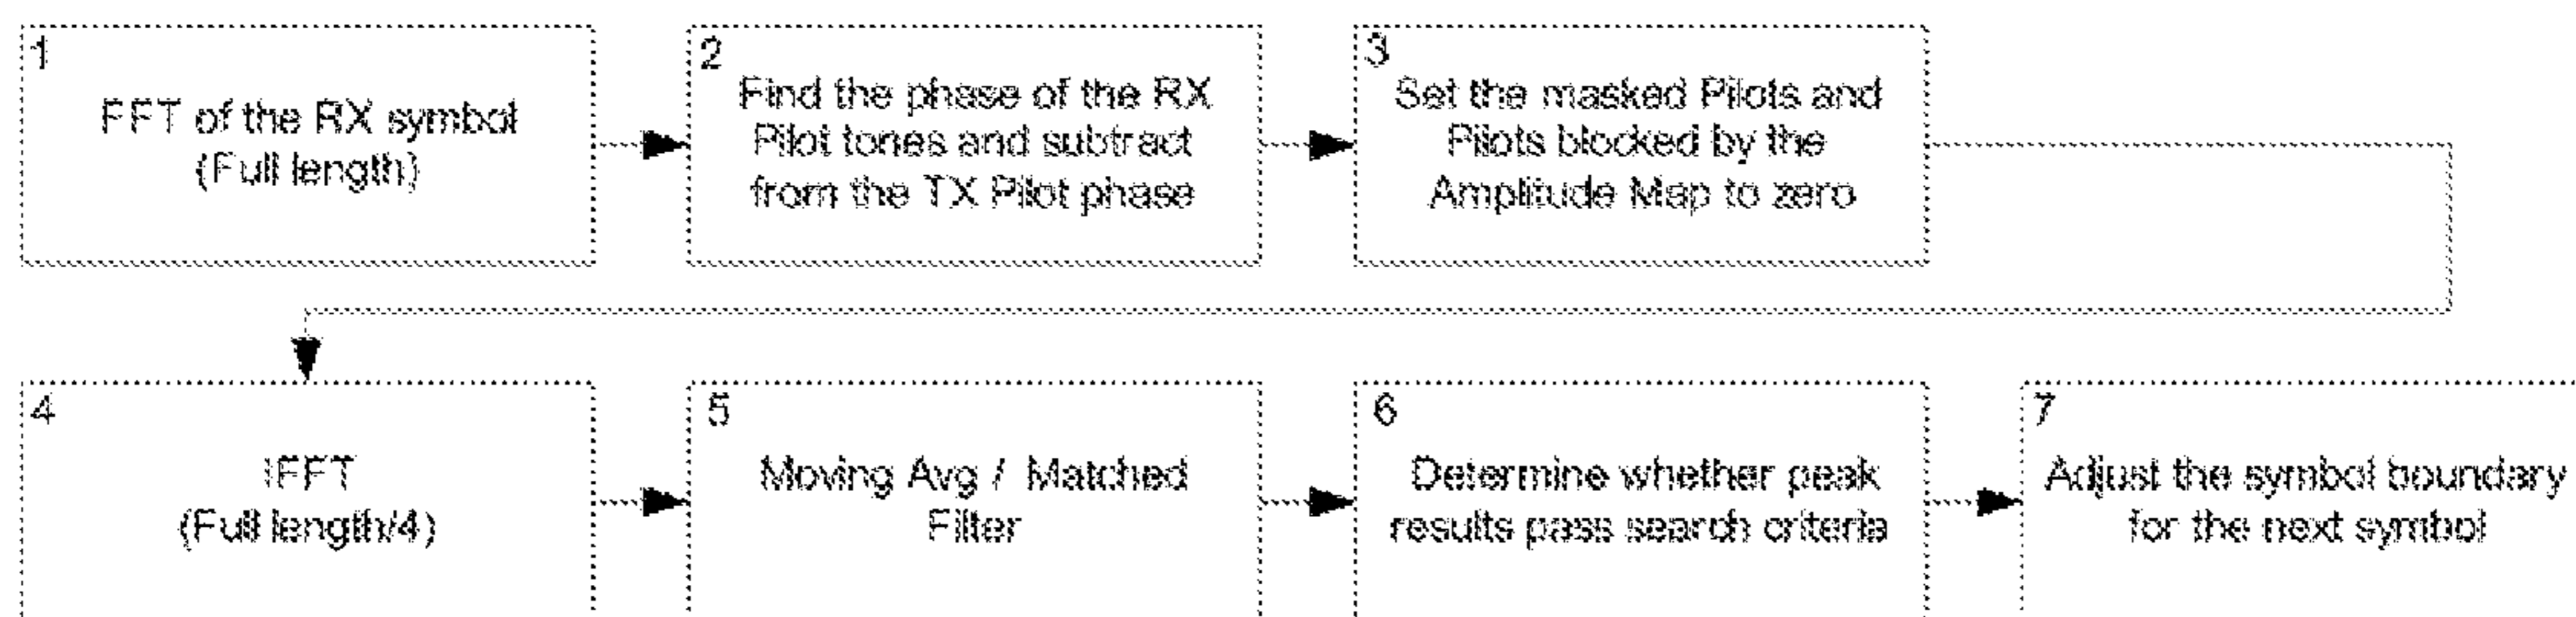 1
FFT of the RX symbol
(Full length)
2
Find the phase of the RX
Pilot tones and subtract
from the TX Pilot phase
3
Set the masked Pilots and
Pilots blocked by the
Amplitude Map to zero
4
IFFT
(Full length/4)
5
Moving Avg / Matched
Filter
6
Determine whether peak
results pass search criteria
7
Adjust the symbol boundary
for the next symbol